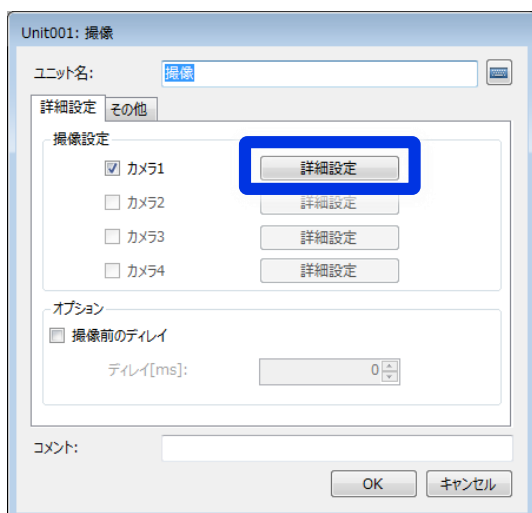 Unit001: 撮像
ユニット名: 撮像
詳細設定 その他
撮像設定
カメラ1 詳細設定
カメラ2 詳細設定
カメラ3 詳細設定
カメラ4 詳細設定
オプション
撮像前のディレイ
ディレイ[ms]: 0
コメント:
OK キャンセル